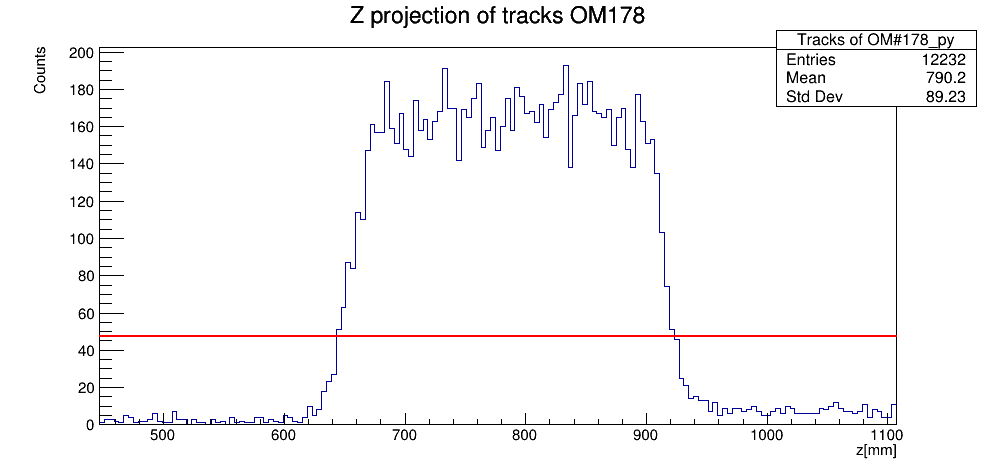 Z projection of tracks OM178
Tracks of OM#178_py
Entries 12232
Mean 790.2
Std Dev 89.23
Counts
200
180
160
140
120
100
80
60
40
20
0
500 600 700 800 900 1000 1100
z[mm]